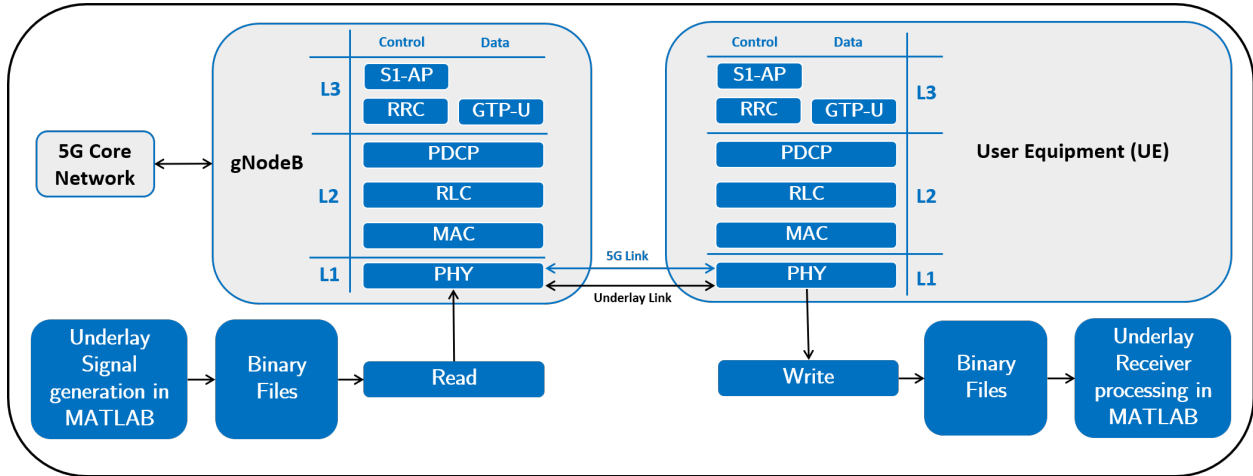 5G Core
Network
gNodeB
Control Data
L3
S1-AP
RRC GTP-U
L2
PDCP
RLC
MAC
L1
PHY
5G Link
Underlay Link
Control Data
S1-AP
L3
RRC GTP-U
PDCP
RLC
L2
MAC
PHY
L1
User Equipment (UE)
Underlay
Signal
generation in
MATLAB
Binary
Files
Read
Write
Binary
Files
Underlay
Receiver
processing in
MATLAB